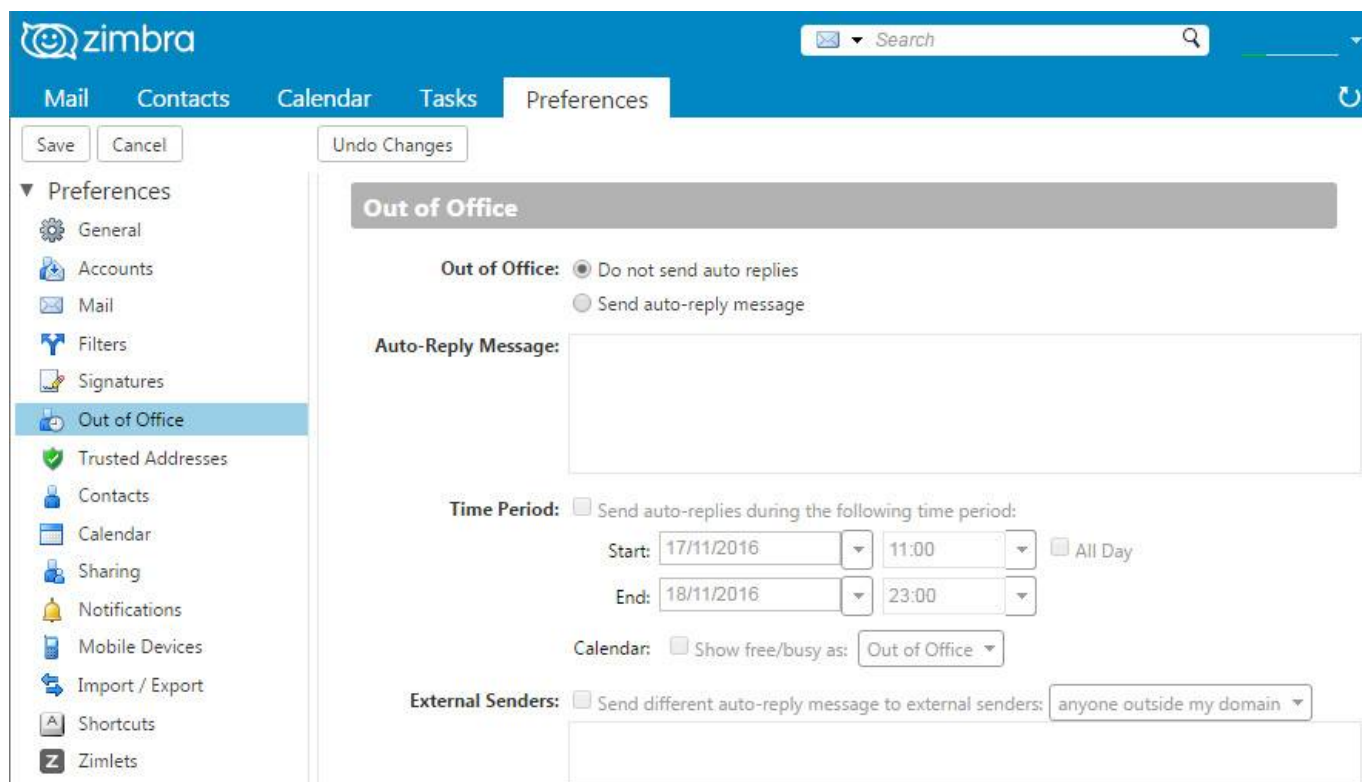 zimbra
Search
Mail Contacts Calendar Tasks Preferences
Save Cancel Undo Changes
Preferences
General
Accounts
Mail
Filters
Signatures
Out of Office
Trusted Addresses
Contacts
Calendar
Sharing
Notifications
Mobile Devices
Import / Export
A Shortcuts
Z Zimlets
Out of Office
Out of Office: Do not send auto replies
Send auto-reply message
Auto-Reply Message:
Time Period: Send auto-replies during the following time period:
Start: 17/11/2016 11:00 All Day
End: 18/11/2016 23:00
Calendar: Show free/busy as: Out of Office
External Senders: Send different auto-reply message to external senders: anyone outside my domain